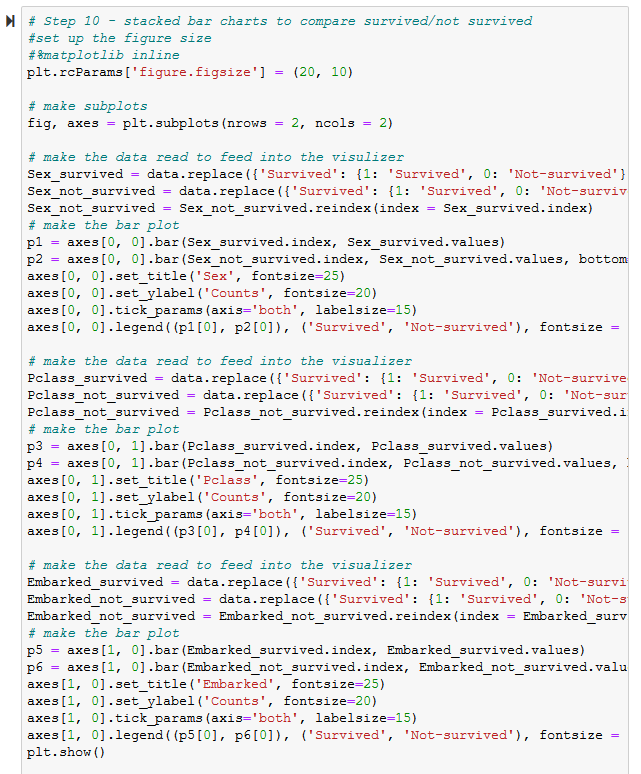 # Step 10 - stacked bar charts to compare survived/not survived
#set up the figure size
#%matplotlib inline
plt.rcParams['figure.figsize'] = (20, 10)
# make subplots
fig, axes = plt.subplots(nrows = 2, ncols = 2)
# make the data read to feed into the visulizer
Sex_survived = data.replace({'Survived': {1: 'Survived', 0: 'Not-survived'}
Sex_not_survived = data.replace({'Survived': {1: 'Survived', 0: 'Not-surviv
Sex_not_survived = Sex_not_survived.reindex(index = Sex_survived.index)
# make the bar plot
p1 = axes[0, 0].bar(Sex_survived.index, Sex_survived.values)
p2 = axes[0, 0].bar(Sex_not_survived.index, Sex_not_survived.values, bottom
axes[0, 0].set_title('Sex', fontsize=25)
axes[0, 0].set_ylabel('Counts', fontsize=20)
axes[0, 0].tick_params(axis='both', labelsize=15)
axes[0, 0].legend((p1[0], p2[0]), ('Survived', 'Not-survived'), fontsize =
# make the data read to feed into the visualizer
Pclass_survived = data.replace({'Survived': {1: 'Survived', 0: 'Not-survive
Pclass_not_survived = data.replace({'Survived': {1: 'Survived', 0: 'Not-sur
Pclass_not_survived = Pclass_not_survived.reindex(index = Pclass_survived.i
# make the bar plot
p3 = axes[0, 1].bar(Pclass_survived.index, Pclass_survived.values)
p4 = axes[0, 1].bar(Pclass_not_survived.index, Pclass_not_survived.values,
axes[0, 1].set_title('Pclass', fontsize=25)
axes[0, 1].set_ylabel('Counts', fontsize=20)
axes[0, 1].tick_params(axis='both', labelsize=15)
axes[0, 1].legend((p3[0], p4[0]), ('Survived', 'Not-survived'), fontsize =
# make the data read to feed into the visualizer
Embarked_survived = data.replace({'Survived': {1: 'Survived', 0: 'Not-survi
Embarked_not_survived = data.replace({'Survived': {1: 'Survived', 0: 'Not-s
Embarked_not_survived = Embarked_not_survived.reindex(index = Embarked_surv
# make the bar plot
p5 = axes[1, 0].bar(Embarked_survived.index, Embarked_survived.values)
p6 = axes[1, 0].bar(Embarked_not_survived.index, Embarked_not_survived.valu
axes[1, 0].set_title('Embarked', fontsize=25)
axes[1, 0].set_ylabel('Counts', fontsize=20)
axes[1, 0].tick_params(axis='both', labelsize=15)
axes[1, 0].legend((p5[0], p6[0]), ('Survived', 'Not-survived'), fontsize =
plt.show()